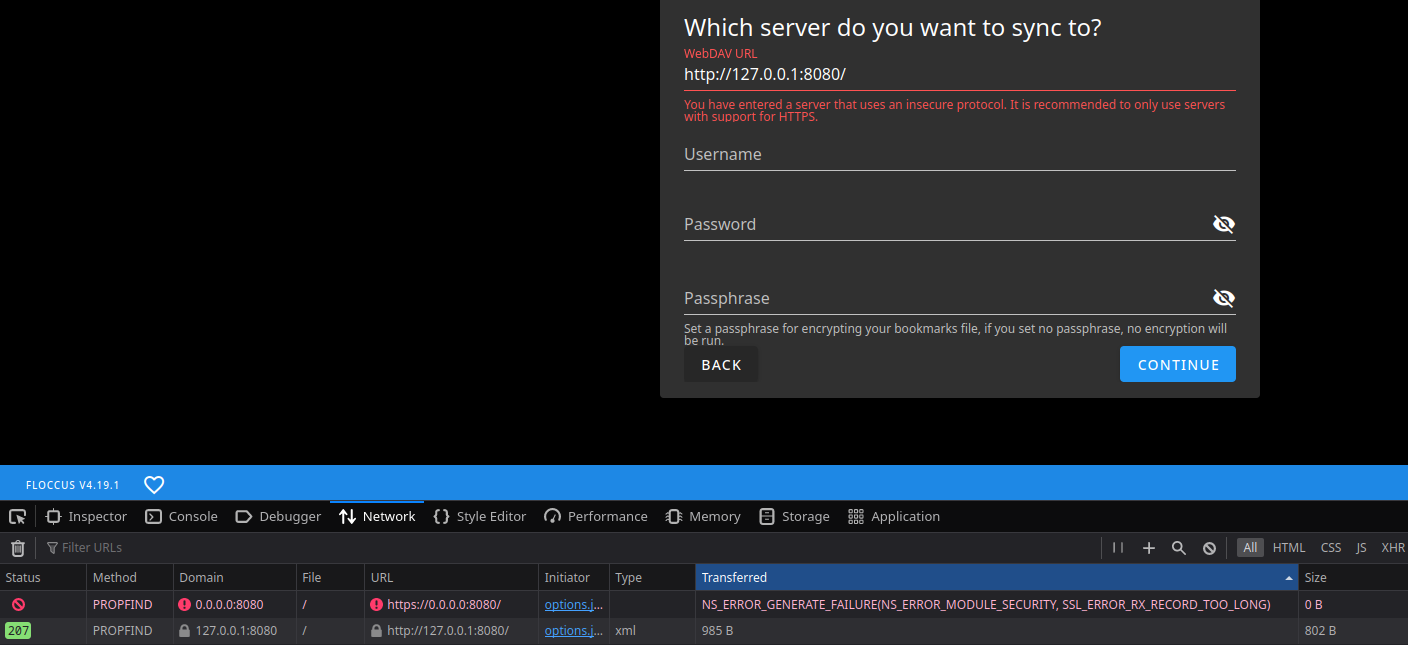 Which server do you want to sync to?
WebDAV URL
http://127.0.0.1:8080/
You have entered a server that uses an insecure protocol. It is recommended to only use servers
with support for HTTPS.
Username
Password
Passphrase
Set a passphrase for encrypting your bookmarks file, if you set no passphrase, no encryption will
be run.
BACK CONTINUE
FLOCCUS V4.19.1
Inspector Console Debugger Network Style Editor Performance Memory Storage Application
Filter URLs All HTML CSS JS XHR
Status Method Domain File URL Initiator Type Transferred Size
PROPFIND 0.0.0.0:8080 / https://0.0.0.0:8080/ options.j... NS_ERROR_GENERATE_FAILURE(NS_ERROR_MODULE_SECURITY, SSL_ERROR_RX_RECORD_TOO_LONG) 0 B
207 PROPFIND 127.0.0.1:8080 / http://127.0.0.1:8080/ options.j... xml 985 B 802 B